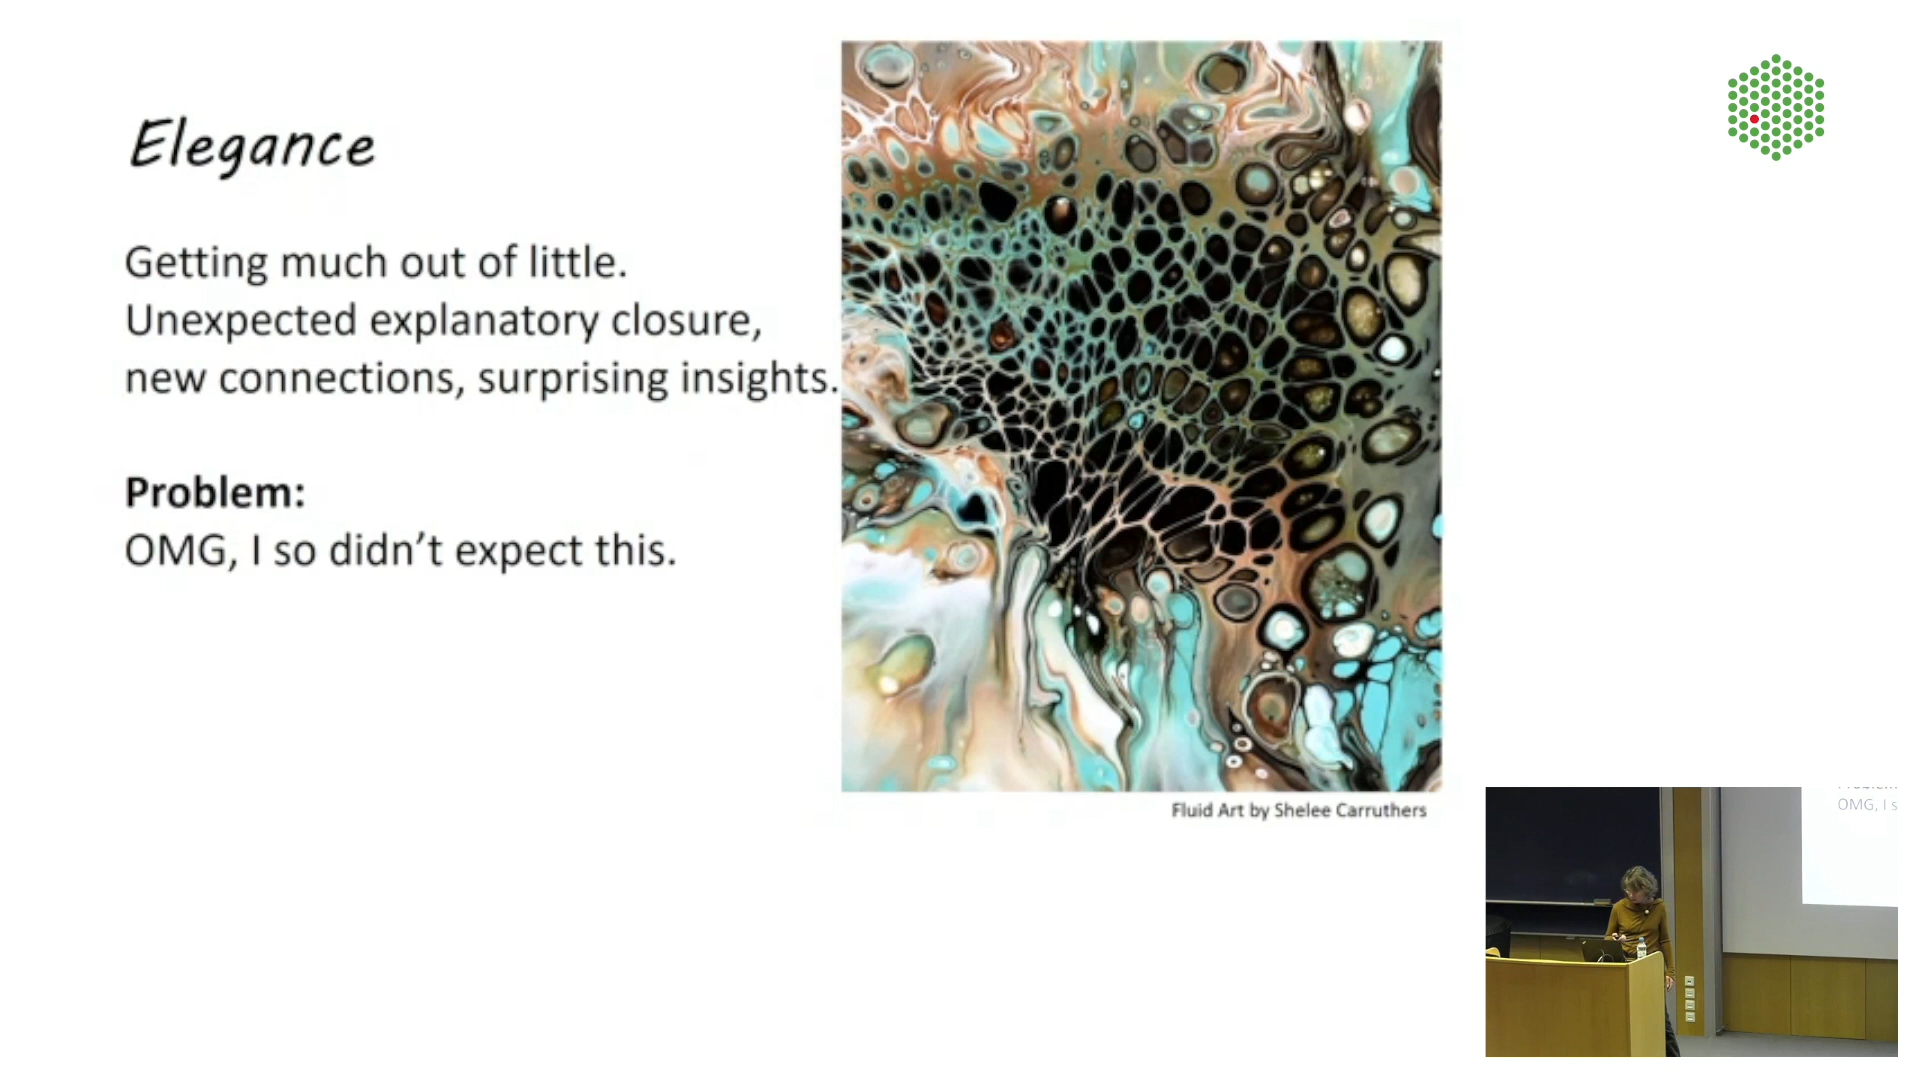 Elegance
Getting much out of little.
Unexpected explanatory closure,
new connections, surprising insights.
Problem:
OMG, I so didn’t expect this.
Fluid Art by Shelee Carruthers
OMG, I s